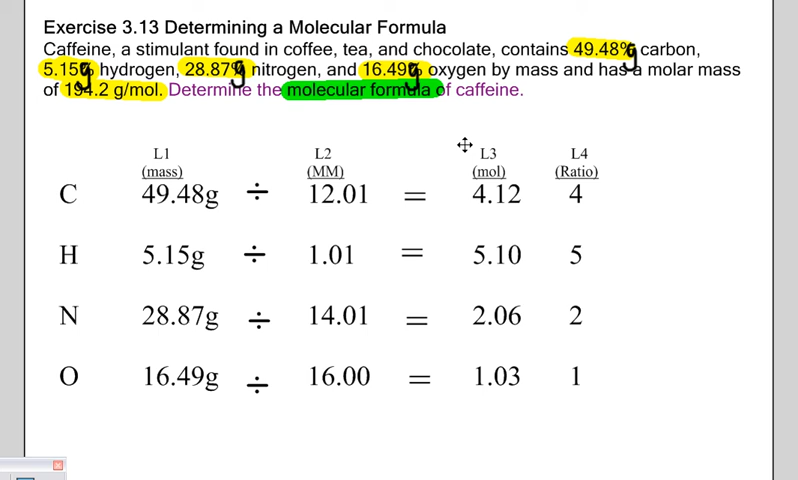 Exercise 3.13 Determining a Molecular Formula
Caffeine, a stimulant found in coffee, tea, and chocolate, contains 49.48%g carbon,
5.15%g hydrogen, 28.87%g nitrogen, and 16.49%g oxygen by mass and has a molar mass
of 194.2 g/mol. Determine the molecular formula of caffeine.
L1 L2 L3 L4
(mass) (MM) (mol) (Ratio)
C 49.48g ÷ 12.01 = 4.12 4
H 5.15g ÷ 1.01 = 5.10 5
N 28.87g ÷ 14.01 = 2.06 2
O 16.49g ÷ 16.00 = 1.03 1